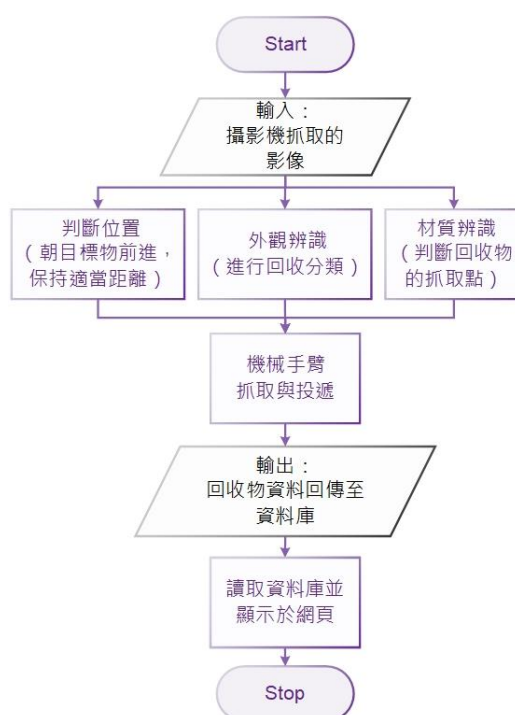 Start
輸入：
攝影機抓取的
影像
判斷位置
（朝目標物前進，
保持適當距離）
外觀辨識
（進行回收分類）
材質辨識
（判斷回收物
的抓取點）
機械手臂
抓取與投遞
輸出：
回收物資料回傳至
資料庫
讀取資料庫並
顯示於網頁
Stop